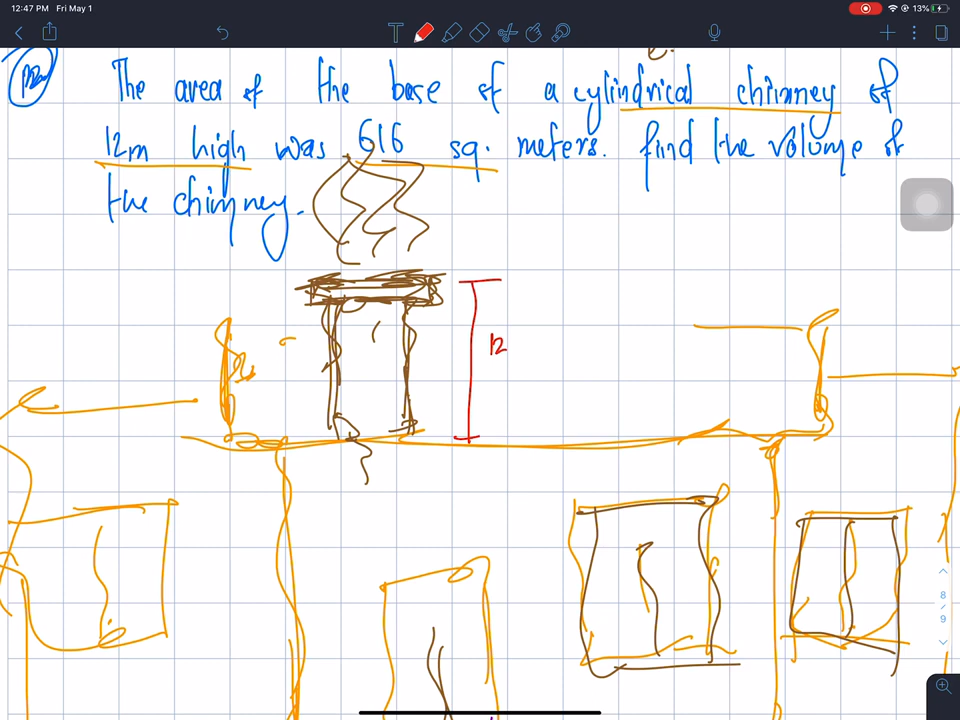 12:47 PM Fri May 1
13%
The area of the base of a cylindrical chimney of
12m high was 616 sq. meters. find the volume of
the chimney.
12
8
/
9